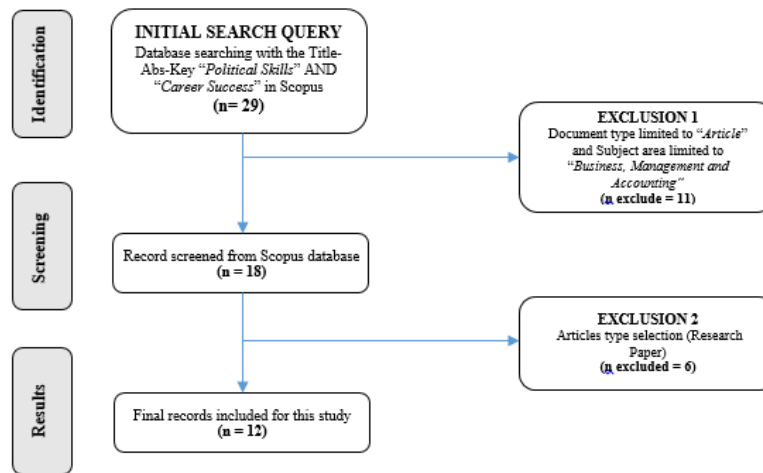 Identification
INITIAL SEARCH QUERY
Database searching with the Title-
Abs-Key “Political Skills” AND
“Career Success” in Scopus
(n= 29)
EXCLUSION 1
Document type limited to “Article”
and Subject area limited to
“Business, Management and
Accounting”
(n exclude = 11)
Screening
Record screened from Scopus database
(n = 18)
EXCLUSION 2
Articles type selection (Research
Paper)
(n excluded = 6)
Results
Final records included for this study
(n = 12)